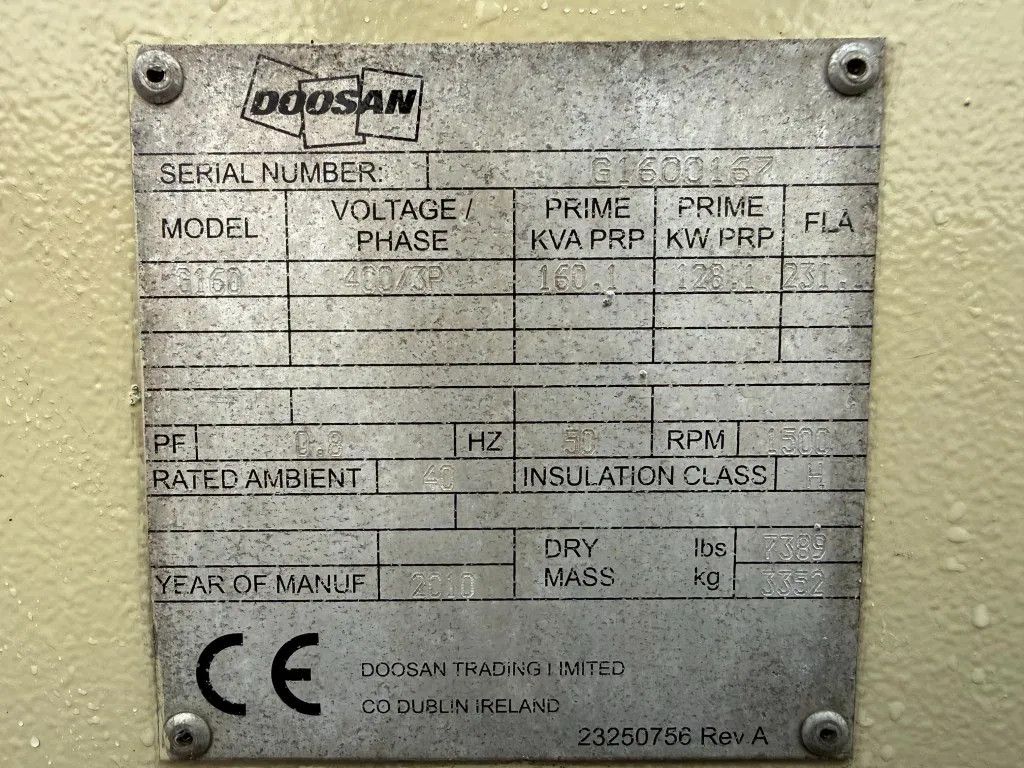 DOOSAN
SERIAL NUMBER: G1600167
MODEL VOLTAGE / PHASE PRIME KVA PRP PRIME KW PRP FLA
G160 400/3P 160.1 128.1 231.1
PF 0.8 HZ 50 RPM 1500
RATED AMBIENT 40 INSULATION CLASS H
DRY MASS lbs 7389
YEAR OF MANUF 2010 kg 3352
CE DOOSAN TRADING LIMITED
CO DUBLIN IRELAND
23250756 Rev A